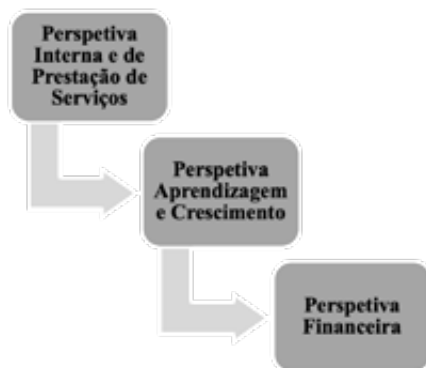 Perspetiva
Interna e de
Prestação de
Serviços
Perspetiva
Aprendizagem
e Crescimento
Perspetiva
Financeira